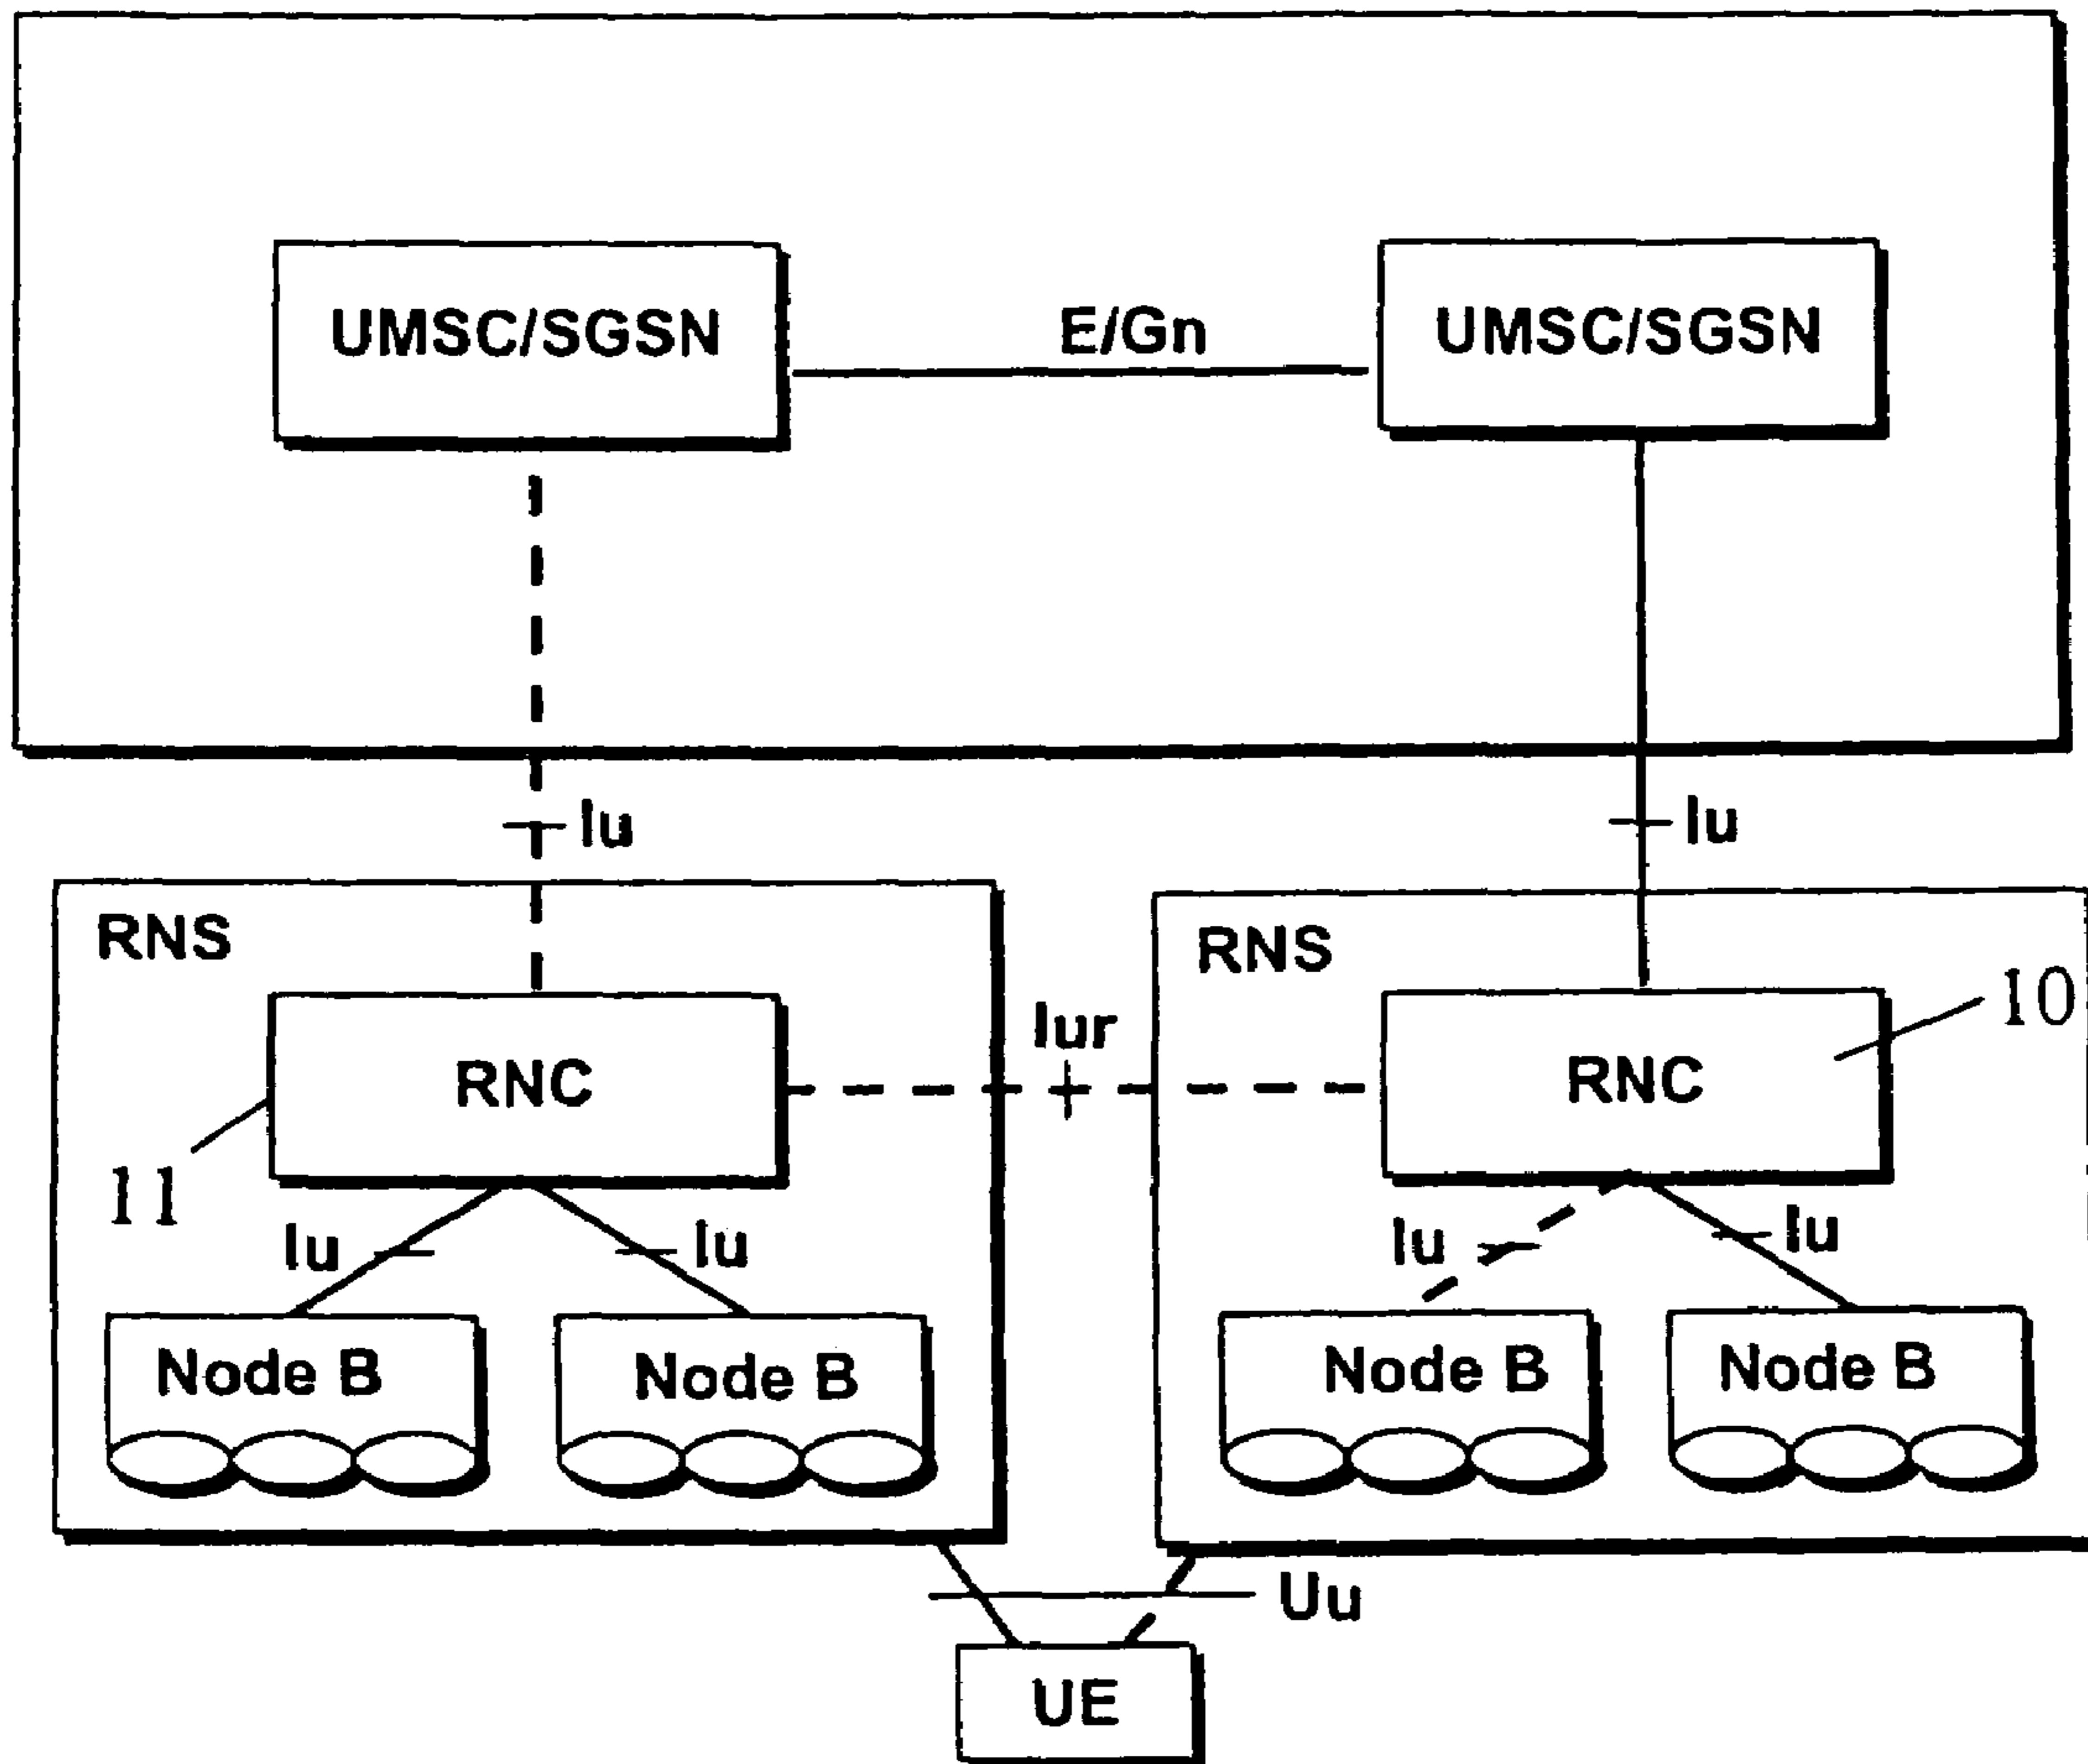 UMSC/SGSN
E/Gn
UMSC/SGSN
Iu
Iu
RNS
RNS
10
Iur
RNC
RNC
11
Iu
Iu
Iu
Iu
Node B
Node B
Node B
Node B
Uu
UE